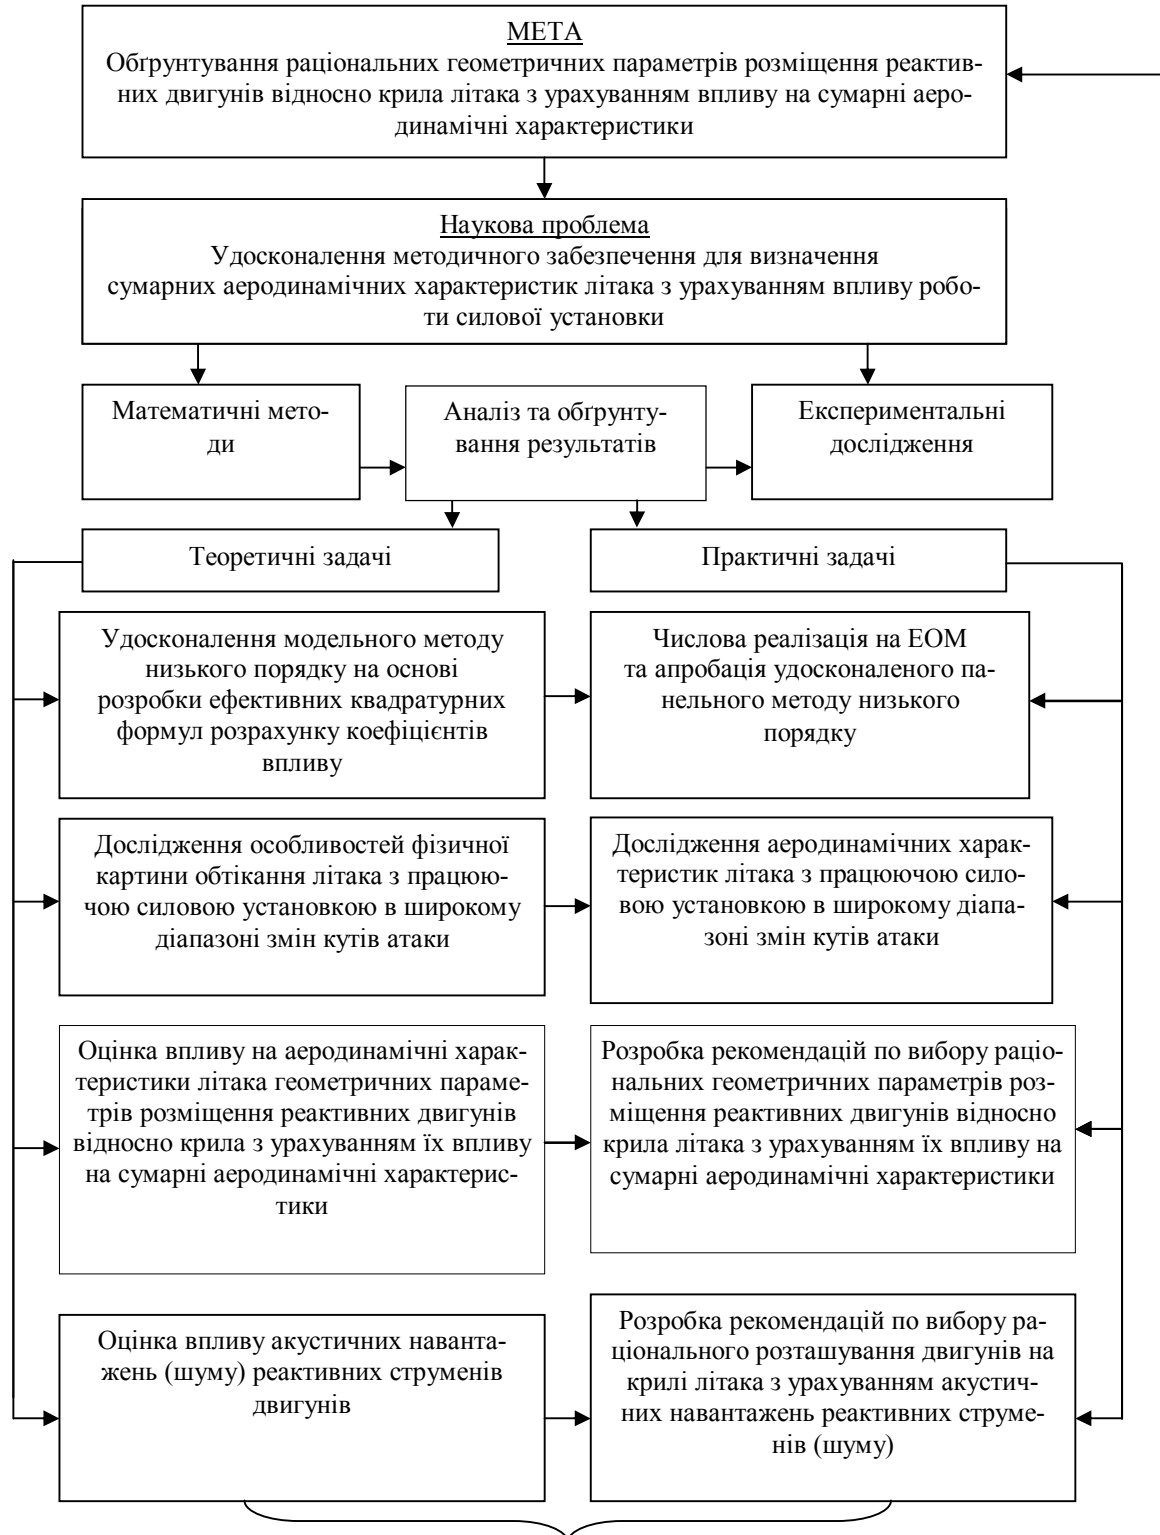 МЕТА
Обґрунтування раціональних геометричних параметрів розміщення реактив-
них двигунів відносно крила літака з урахуванням впливу на сумарні аеро-
динамічні характеристики
Наукова проблема
Удосконалення методичного забезпечення для визначення
сумарних аеродинамічних характеристик літака з урахуванням впливу робо-
ти силової установки
Математичні мето-
ди
Аналіз та обґрунту-
вання результатів
Експериментальні
дослідження
Теоретичні задачі
Практичні задачі
Удосконалення модельного методу
низького порядку на основі
розробки ефективних квадратурних
формул розрахунку коефіцієнтів
впливу
Числова реалізація на ЕОМ
та апробація удосконаленого па-
нельного методу низького
порядку
Дослідження особливостей фізичної
картини обтікання літака з працюю-
чою силовою установкою в широкому
діапазоні змін кутів атаки
Дослідження аеродинамічних харак-
теристик літака з працюючою сило-
вою установкою в широкому діапа-
зоні змін кутів атаки
Оцінка впливу на аеродинамічні харак-
теристики літака геометричних параме-
трів розміщення реактивних двигунів
відносно крила з урахуванням їх впливу
на сумарні аеродинамічні характерис-
тики
Розробка рекомендацій по вибору раціо-
нальних геометричних параметрів роз-
міщення реактивних двигунів відносно
крила літака з урахуванням їх впливу на
сумарні аеродинамічні характеристики
Оцінка впливу акустичних наванта-
жень (шуму) реактивних струменів
двигунів
Розробка рекомендацій по вибору ра-
ціонального розташування двигунів на
крилі літака з урахуванням акустич-
них навантажень реактивних струме-
нів (шуму)